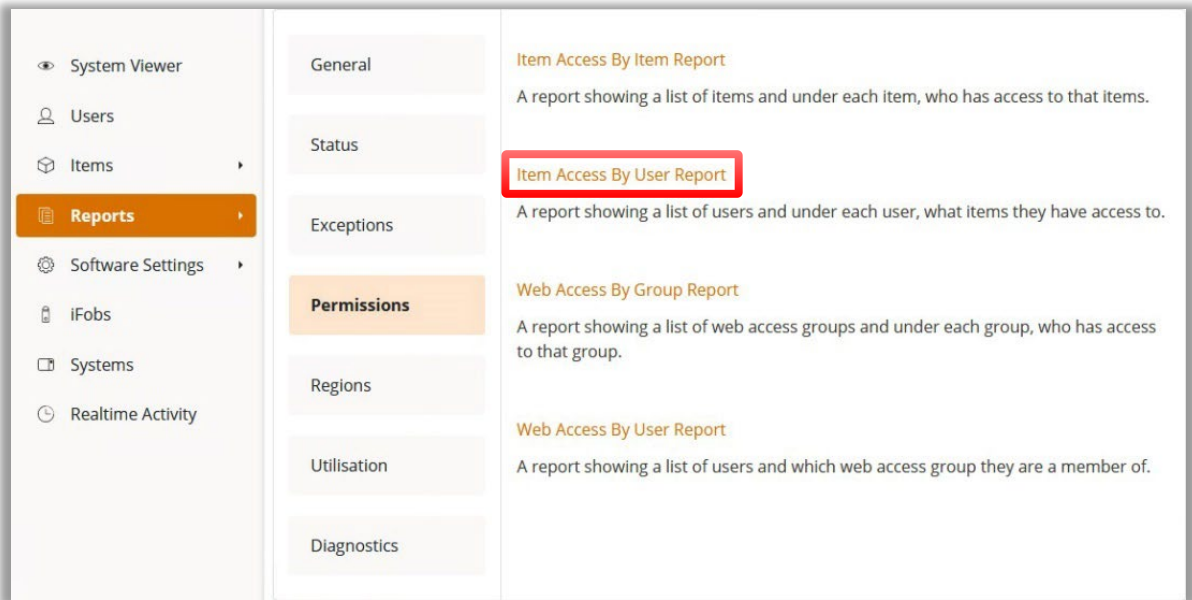 System Viewer
Users
Items
Reports
Software Settings
iFobs
Systems
Realtime Activity
General
Status
Exceptions
Permissions
Regions
Utilisation
Diagnostics
Item Access By Item Report
A report showing a list of items and under each item, who has access to that items.
Item Access By User Report
A report showing a list of users and under each user, what items they have access to.
Web Access By Group Report
A report showing a list of web access groups and under each group, who has access
to that group.
Web Access By User Report
A report showing a list of users and which web access group they are a member of.